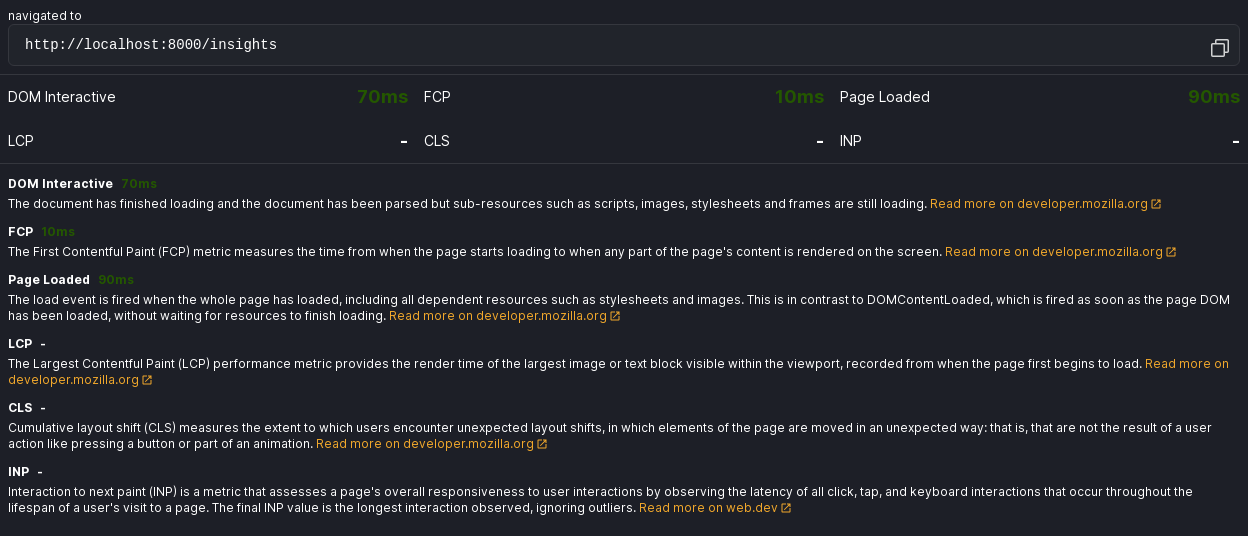 navigated to
http://localhost:8000/insights
DOM Interactive 70ms FCP 10ms Page Loaded 90ms
LCP - CLS - INP -
DOM Interactive 70ms
The document has finished loading and the document has been parsed but sub-resources such as scripts, images, stylesheets and frames are still loading. Read more on developer.mozilla.org
FCP 10ms
The First Contentful Paint (FCP) metric measures the time from when the page starts loading to when any part of the page's content is rendered on the screen. Read more on developer.mozilla.org
Page Loaded 90ms
The load event is fired when the whole page has loaded, including all dependent resources such as stylesheets and images. This is in contrast to DOMContentLoaded, which is fired as soon as the page DOM
has been loaded, without waiting for resources to finish loading. Read more on developer.mozilla.org
LCP -
The Largest Contentful Paint (LCP) performance metric provides the render time of the largest image or text block visible within the viewport, recorded from when the page first begins to load. Read more on
developer.mozilla.org
CLS -
Cumulative layout shift (CLS) measures the extent to which users encounter unexpected layout shifts, in which elements of the page are moved in an unexpected way: that is, that are not the result of a user
action like pressing a button or part of an animation. Read more on developer.mozilla.org
INP -
Interaction to next paint (INP) is a metric that assesses a page's overall responsiveness to user interactions by observing the latency of all click, tap, and keyboard interactions that occur throughout the
lifespan of a user's visit to a page. The final INP value is the longest interaction observed, ignoring outliers. Read more on web.dev